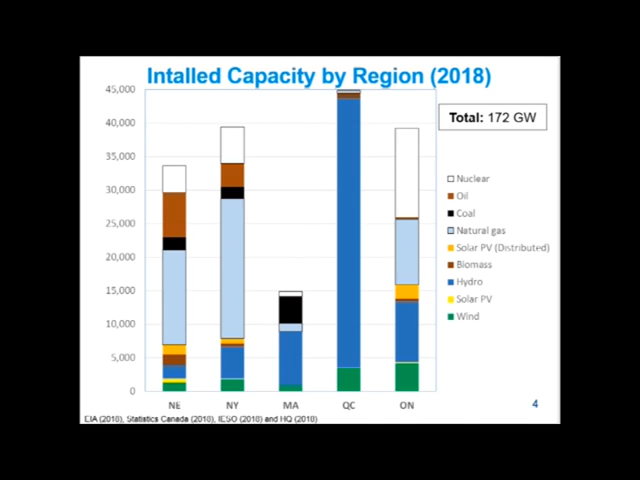 Intalled Capacity by Region (2018)
45,000
40,000
35,000
30,000
25,000
20,000
15,000
10,000
5,000
0
NE NY MA QC ON
Total: 172 GW
Nuclear
Oil
Coal
Natural gas
Solar PV (Distributed)
Biomass
Hydro
Solar PV
Wind
4
EIA (2018), Statistics Canada (2018), IESO (2018) and HQ (2018)